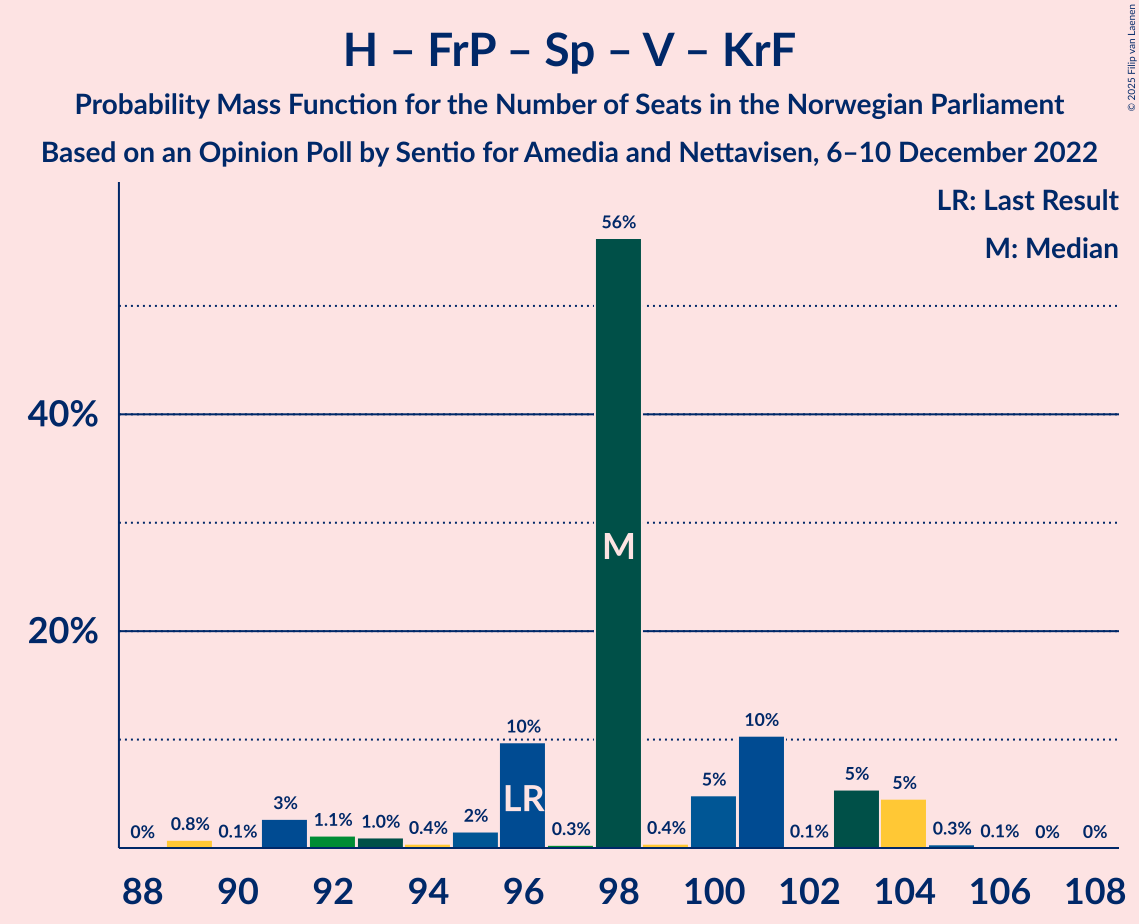 H – FrP – Sp – V – KrF
Probability Mass Function for the Number of Seats in the Norwegian Parliament
Based on an Opinion Poll by Sentio for Amedia and Nettavisen, 6–10 December 2022
© 2025 Filip van Laenen
LR: Last Result
M: Median
40%
20%
0% 0.8% 0.1% 3% 1.1% 1.0% 0.4% 2% 10% 0.3% 56% 0.4% 5% 10% 0.1% 5% 5% 0.3% 0.1% 0% 0%
LR
M
88 90 92 94 96 98 100 102 104 106 108